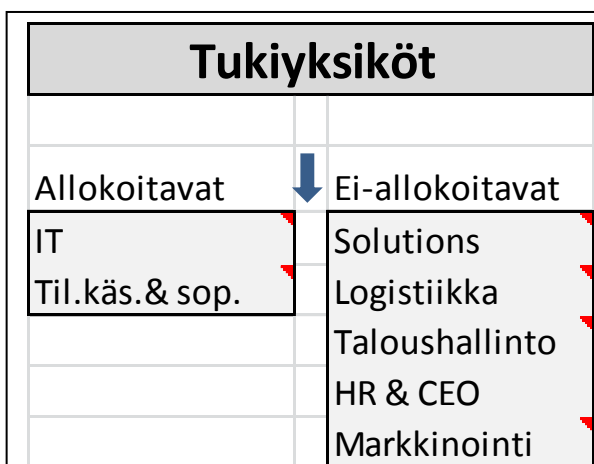 Tukiyksiköt
Allokoitavat
Ei-allokoitavat
IT
Solutions
Til.käs.& sop.
Logistiikka
Taloushallinto
HR & CEO
Markkinointi